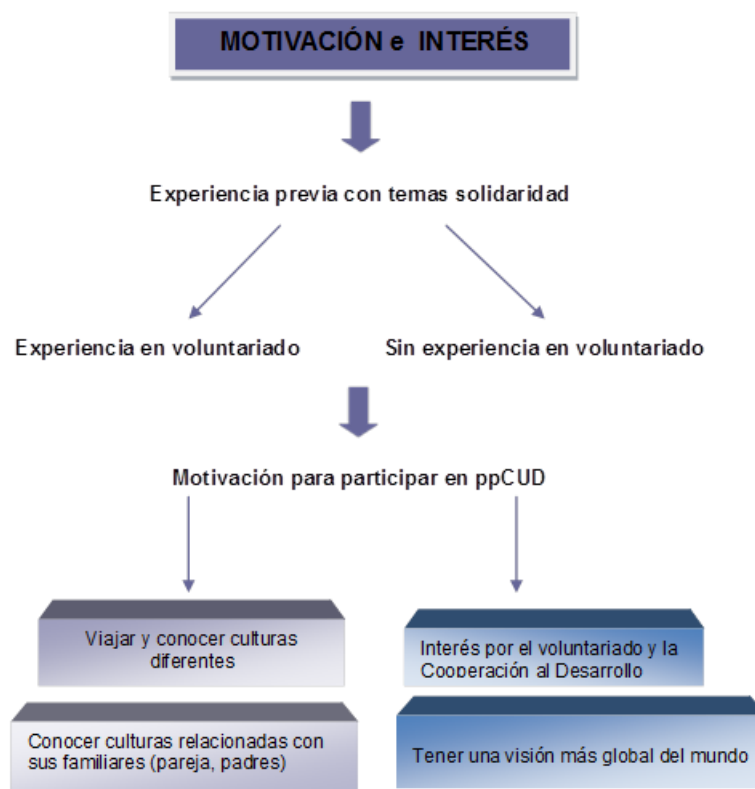 MOTIVACIÓN e INTERÉS
Experiencia previa con temas solidaridad
Experiencia en voluntariado
Sin experiencia en voluntariado
Motivación para participar en ppCUD
Viajar y conocer culturas
diferentes
Interés por el voluntariado y la
Cooperación al Desarrollo
Conocer culturas relacionadas con
sus familiares (pareja, padres)
Tener una visión más global del mundo